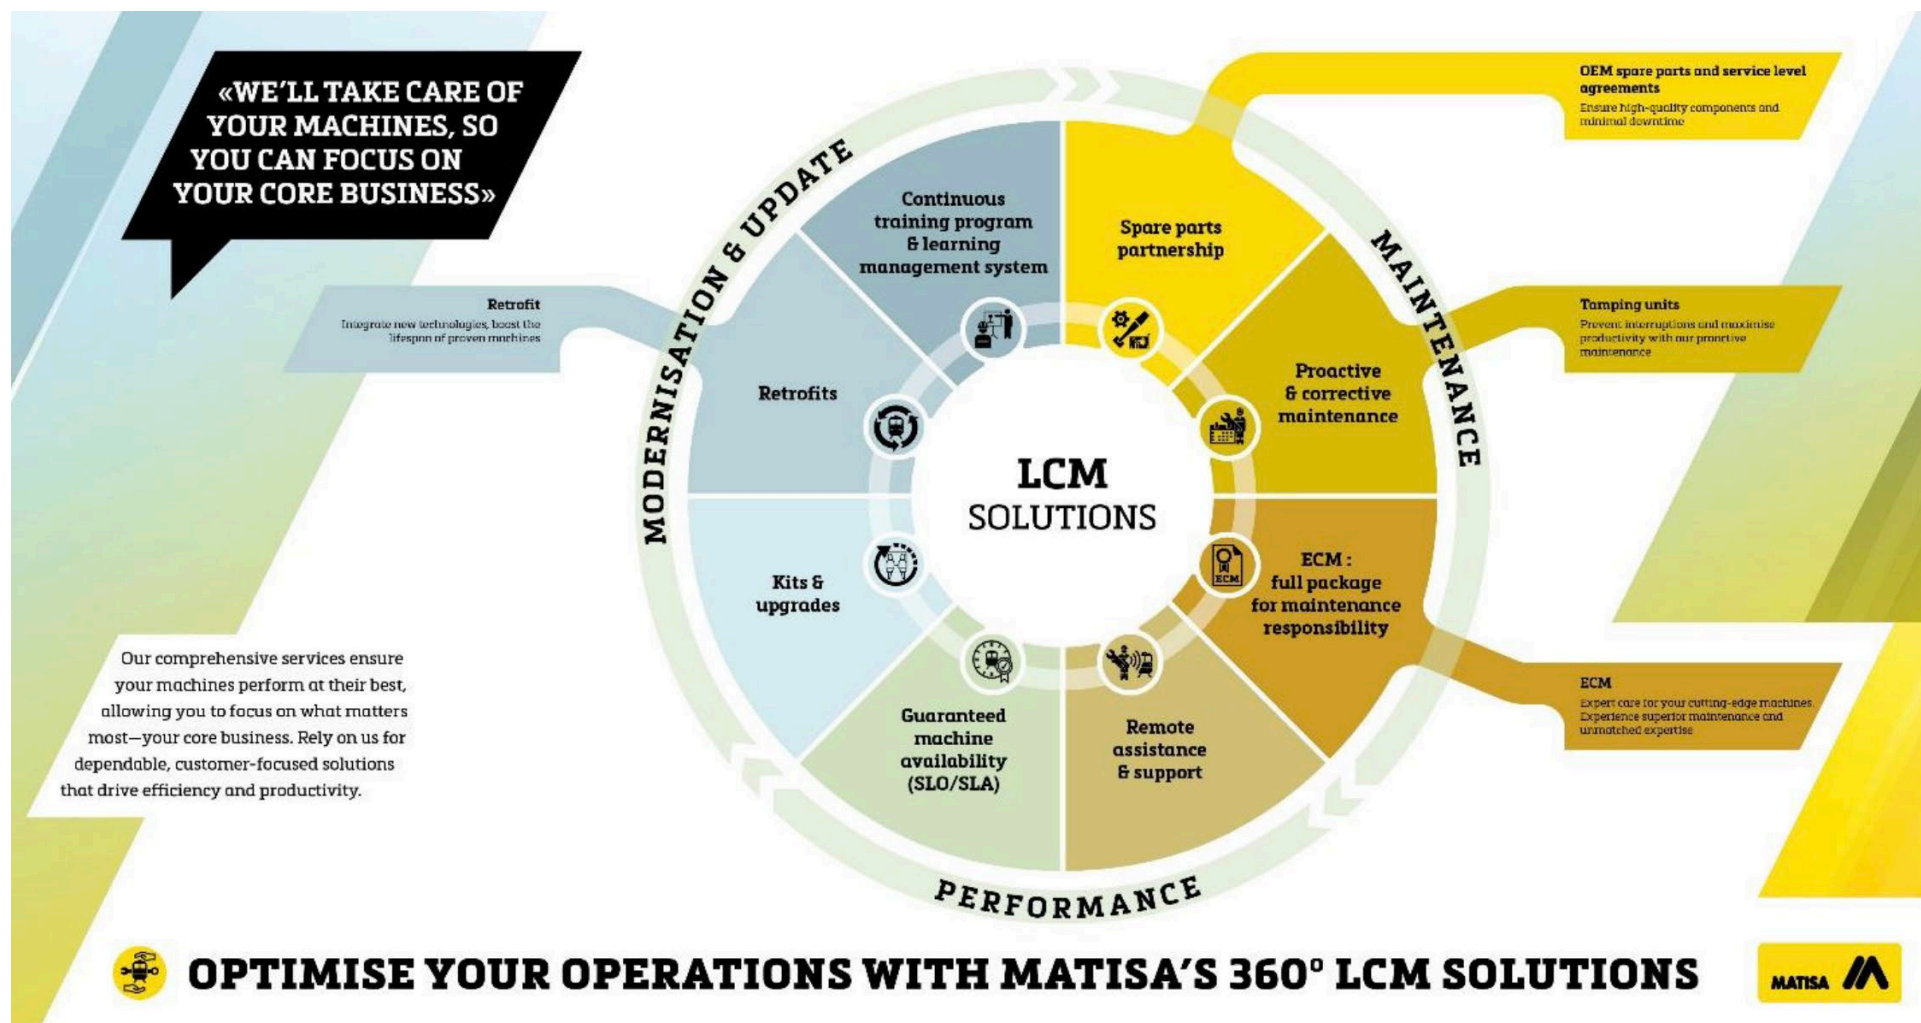 «WE'LL TAKE CARE OF
YOUR MACHINES, SO
YOU CAN FOCUS ON
YOUR CORE BUSINESS»
Retrofit
Integrate new technologies, boost the
lifespan of proven machines
Our comprehensive services ensure
your machines perform at their best,
allowing you to focus on what matters
most—your core business. Rely on us for
dependable, customer-focused solutions
that drive efficiency and productivity.
MODERNISATION & UPDATE
MAINTENANCE
PERFORMANCE
Continuous
training program
& learning
management system
Spare parts
partnership
Retrofits
Proactive
& corrective
maintenance
LCM
SOLUTIONS
Kits &
upgrades
ECM :
full package
for maintenance
responsibility
ECM
Guaranteed
machine
availability
(SLO/SLA)
Remote
assistance
& support
OEM spare parts and service level
agreements
Ensure high-quality components and
minimal downtime
Tamping units
Prevent interruptions and maximise
productivity with our proactive
maintenance
ECM
Expert care for your cutting-edge machines.
Experience superior maintenance and
unmatched expertise
OPTIMISE YOUR OPERATIONS WITH MATISA'S 360° LCM SOLUTIONS
MATISA